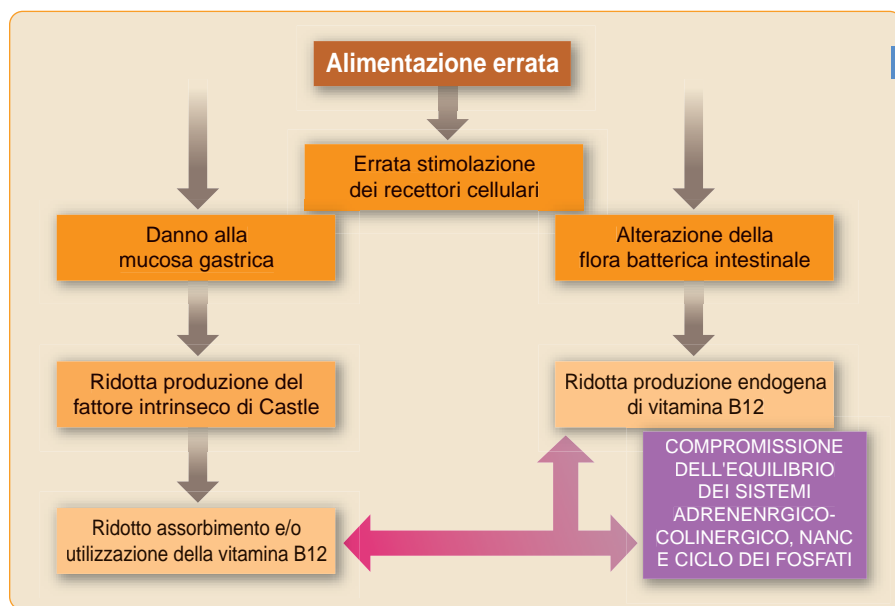 Alimentazione errata
Errata stimolazione
dei recettori cellulari
Danno alla
mucosa gastrica
Alterazione della
flora batterica intestinale
Ridotta produzione del
fattore intrinseco di Castle
Ridotta produzione endogena
di vitamina B12
Ridotto assorbimento e/o
utilizzazione della vitamina B12
COMPROMISSIONE
DELL'EQUILIBRIO
DEI SISTEMI
ADRENENRGICO-
COLINERGICO, NANC
E CICLO DEI FOSFATI